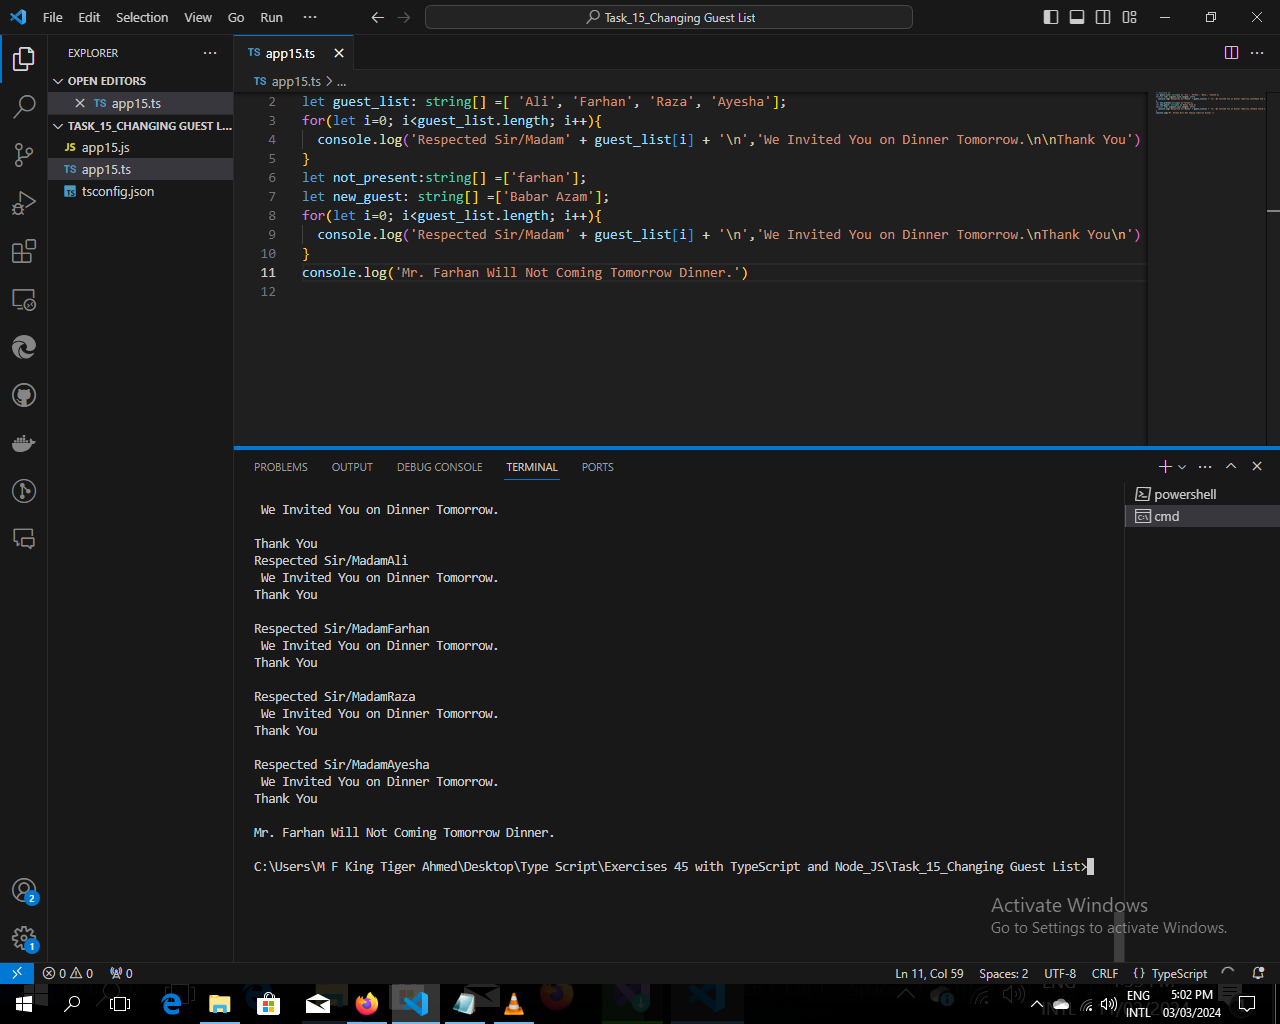 File Edit Selection View Go Run ··· Task_15_Changing Guest List
EXPLORER ···
OPEN EDITORS
TS app15.ts
TASK_15_CHANGING GUEST L...
JS app15.js
TS app15.ts
TS tsconfig.json
TS app15.ts
TS app15.ts > ...
2 let guest_list: string[] =[ 'Ali', 'Farhan', 'Raza', 'Ayesha'];
3 for(let i=0; i<guest_list.length; i++){
4 console.log('Respected Sir/Madam' + guest_list[i] + '\n','We Invited You on Dinner Tomorrow.\n\nThank You')
5 }
6 let not_present:string[] =['farhan'];
7 let new_guest: string[] =['Babar Azam'];
8 for(let i=0; i<guest_list.length; i++){
9 console.log('Respected Sir/Madam' + guest_list[i] + '\n','We Invited You on Dinner Tomorrow.\nThank You\n')
10 }
11 console.log('Mr. Farhan Will Not Coming Tomorrow Dinner.')
12
PROBLEMS OUTPUT DEBUG CONSOLE TERMINAL PORTS
powershell
cmd
We Invited You on Dinner Tomorrow.
Thank You
Respected Sir/MadamAli
We Invited You on Dinner Tomorrow.
Thank You
Respected Sir/MadamFarhan
We Invited You on Dinner Tomorrow.
Thank You
Respected Sir/MadamRaza
We Invited You on Dinner Tomorrow.
Thank You
Respected Sir/MadamAyesha
We Invited You on Dinner Tomorrow.
Thank You
Mr. Farhan Will Not Coming Tomorrow Dinner.
C:\Users\M F King Tiger Ahmed\Desktop\Type Script\Exercises 45 with TypeScript and Node_JS\Task_15_Changing Guest List>
Activate Windows
Go to Settings to activate Windows.
2
1
0 0 0 Ln 11, Col 59 Spaces: 2 UTF-8 CRLF {} TypeScript
ENG 5:02 PM
INTL 03/03/2024